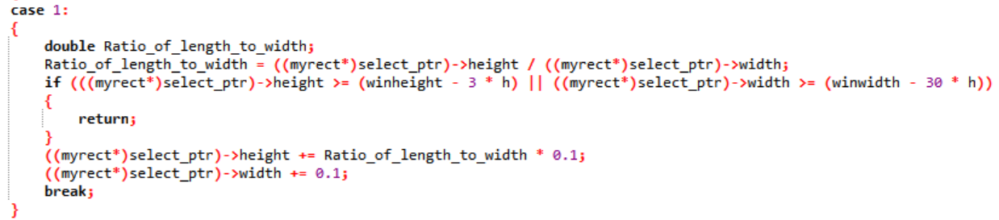 case 1:
{
double Ratio_of_length_to_width;
Ratio_of_length_to_width = ((myrect*)select_ptr)->height / ((myrect*)select_ptr)->width;
if (((myrect*)select_ptr)->height >= (winheight - 3 * h) || ((myrect*)select_ptr)->width >= (winwidth - 30 * h))
{
return;
}
((myrect*)select_ptr)->height += Ratio_of_length_to_width * 0.1;
((myrect*)select_ptr)->width += 0.1;
break;
}